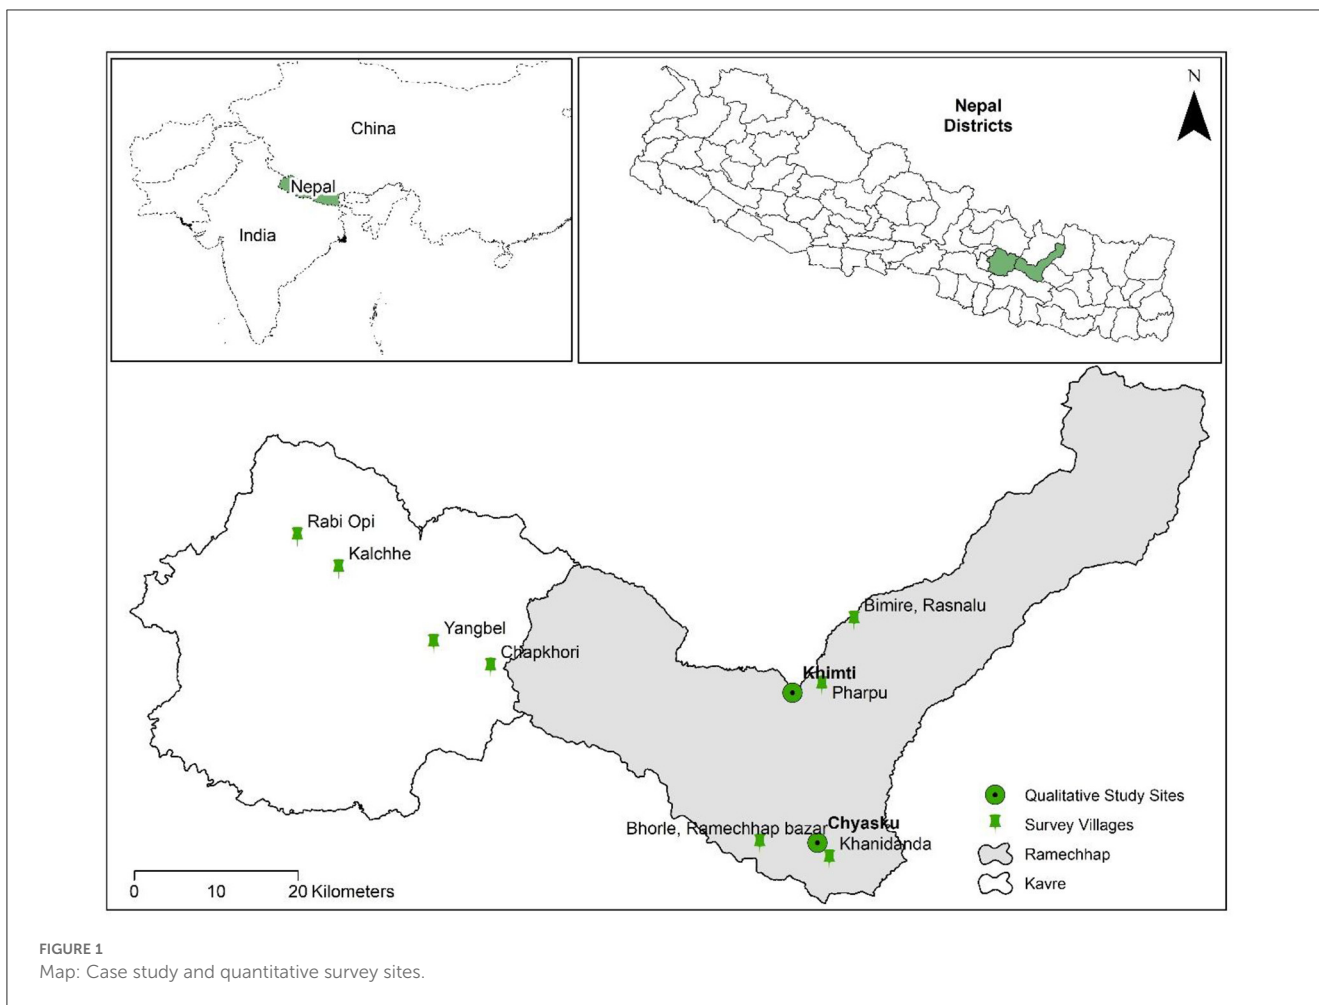 China
Nepal
India
N
Nepal
Districts
Rabi Opi
Kalchhe
Yangbel
Chapkhori
Bimire, Rasnalu
Khimti
Pharpu
Bhorle, Ramechhap bazar
Chyasku
Khanidanda
Qualitative Study Sites
Survey Villages
Ramechhap
Kavre
0 10 20 Kilometers
FIGURE 1
Map: Case study and quantitative survey sites.